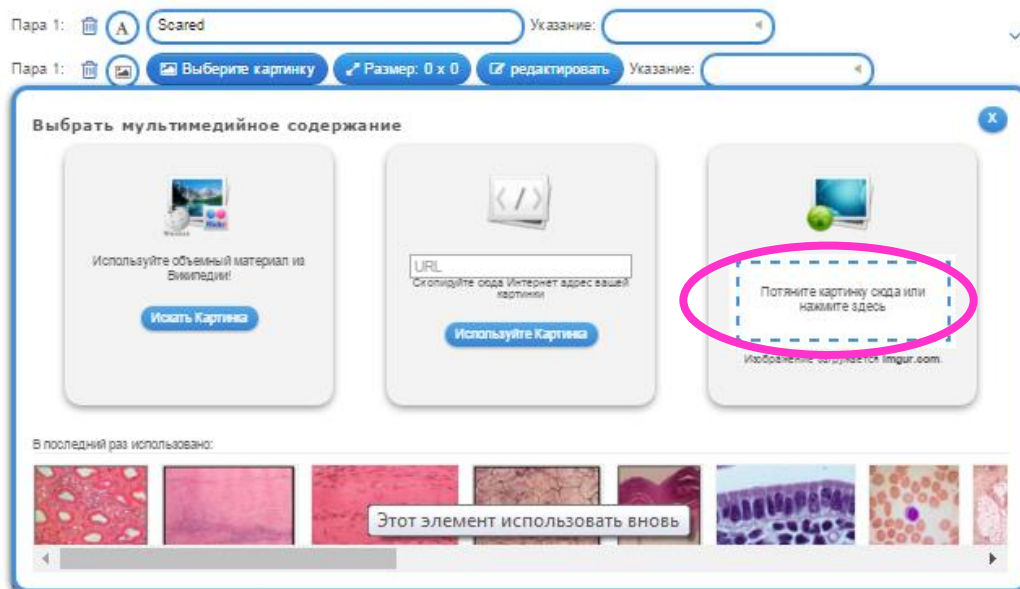 Пара 1: A Scared Указание:
Пара 1: Выберите картинку Размер: 0 x 0 редактировать Указание:
Выбрать мультимедийное содержание
X
Используйте объемный материал из
Википедии!
Искать Картинка
</>
URL
Скопируйте сюда Интернет адрес вашей
картинки
Используйте Картинка
Потяните картинку сюда или
нажмите здесь
Изображение загружается imgur.com.
В последний раз использовано:
Этот элемент использовать вновь